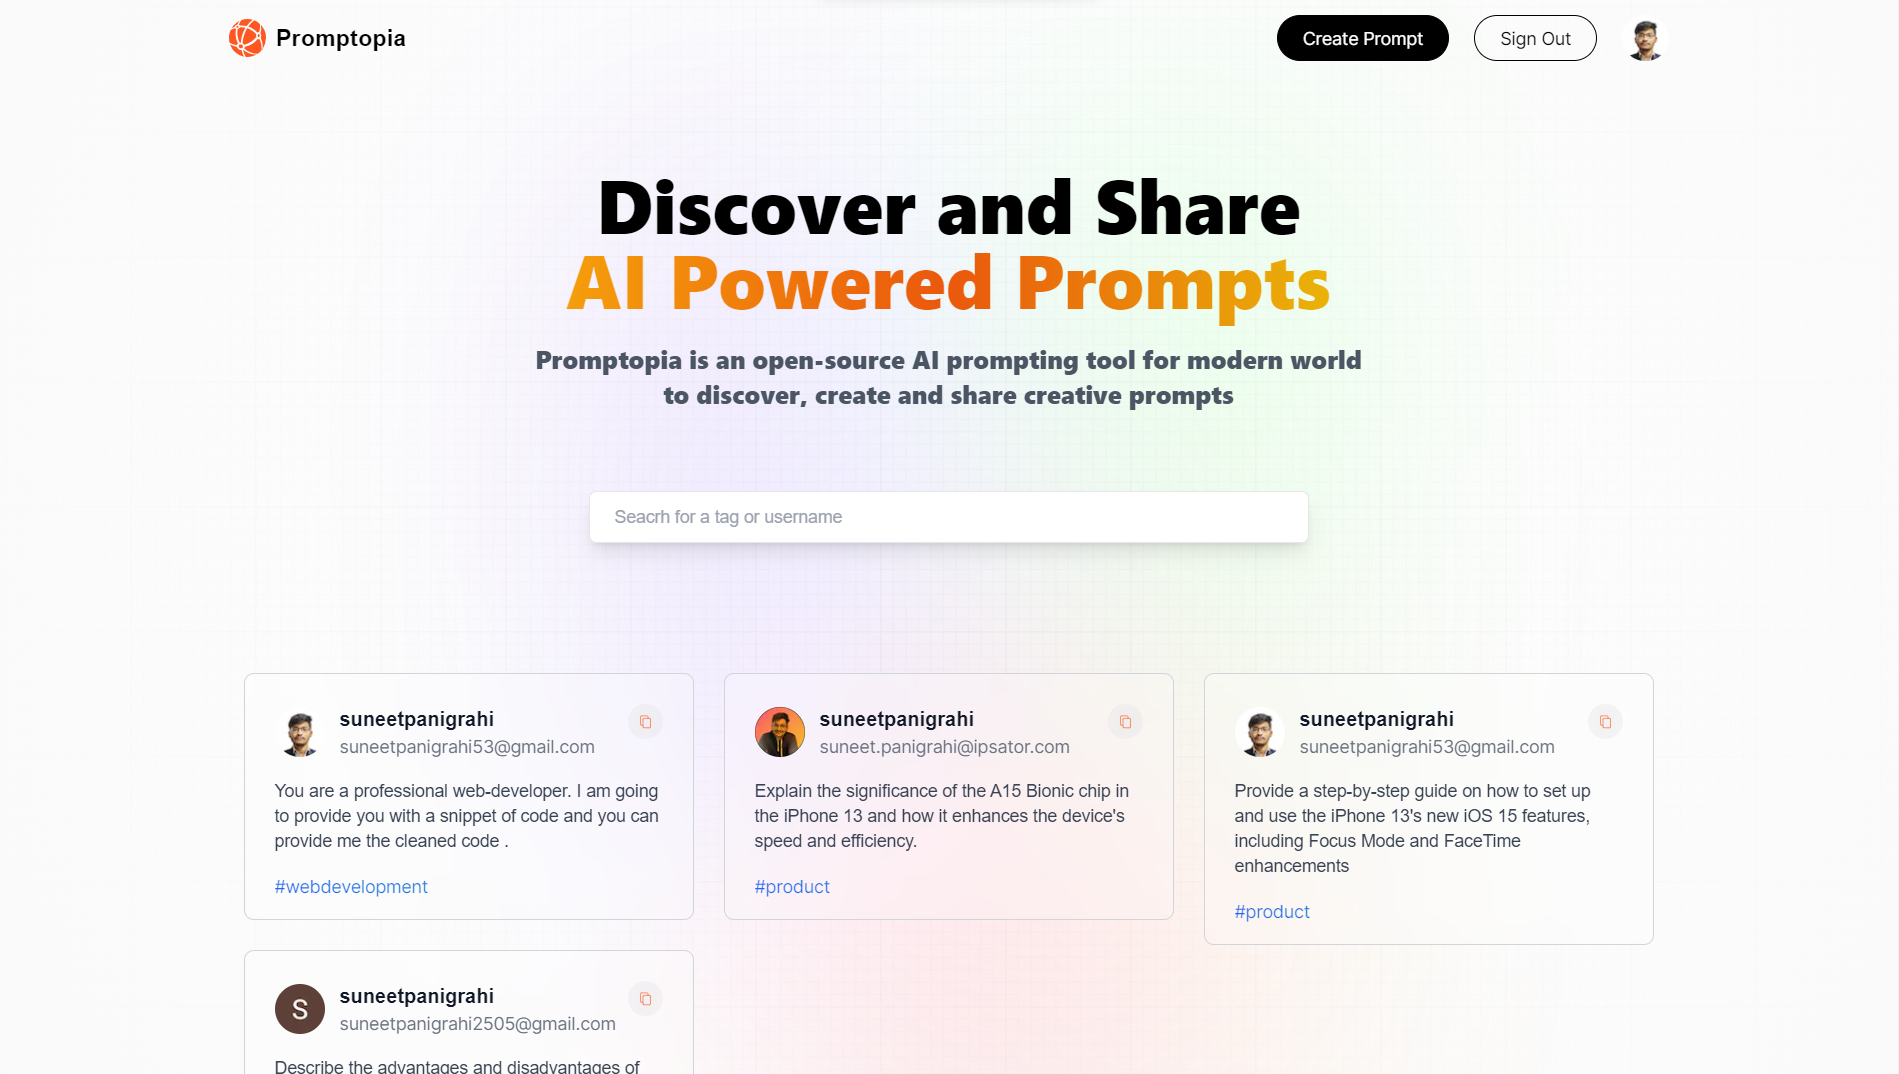 Promptopia
Create Prompt
Sign Out
Discover and Share
AI Powered Prompts
Promptopia is an open-source AI prompting tool for modern world
to discover, create and share creative prompts
Seacrh for a tag or username
suneetpanigrahi
suneetpanigrahi53@gmail.com
You are a professional web-developer. I am going
to provide you with a snippet of code and you can
provide me the cleaned code .
#webdevelopment
suneetpanigrahi
suneet.panigrahi@ipsator.com
Explain the significance of the A15 Bionic chip in
the iPhone 13 and how it enhances the device's
speed and efficiency.
#product
suneetpanigrahi
suneetpanigrahi53@gmail.com
Provide a step-by-step guide on how to set up
and use the iPhone 13's new iOS 15 features,
including Focus Mode and FaceTime
enhancements
#product
S
suneetpanigrahi
suneetpanigrahi2505@gmail.com
Describe the advantages and disadvantages of